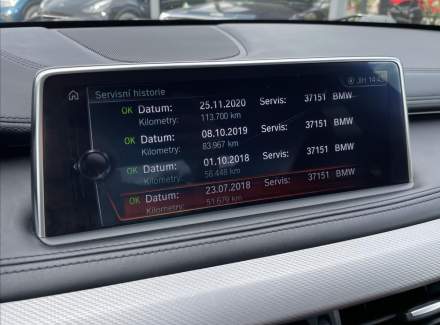 Servisní historie
OK Datum: 25.11.2020 Servis: 37151 BMW
Kilometry: 113.700 km
OK Datum: 08.10.2019 Servis: 37151 BMW
Kilometry: 83.967 km
OK Datum: 01.10.2018 Servis: 37151 BMW
Kilometry: 56.448 km
OK Datum: 23.07.2018 Servis: 37151 BMW
Kilometry: 51.679 km